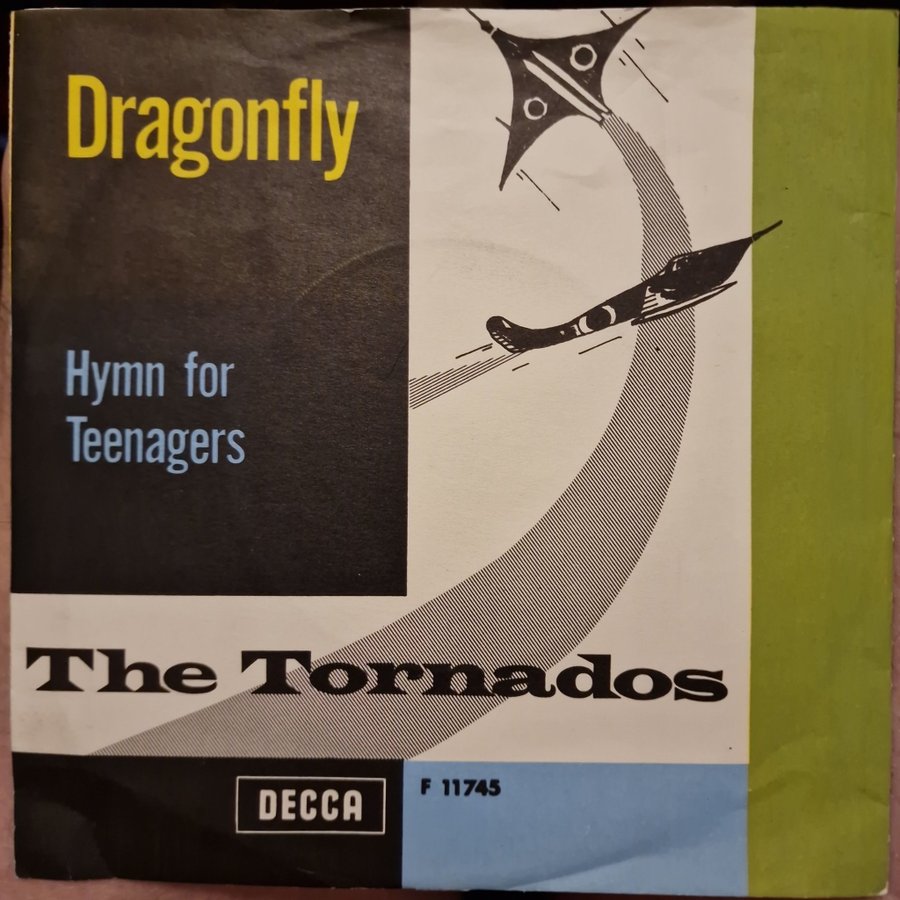 Dragonfly
Hymn for
Teenagers
The Tornados
DECCA
F 11745